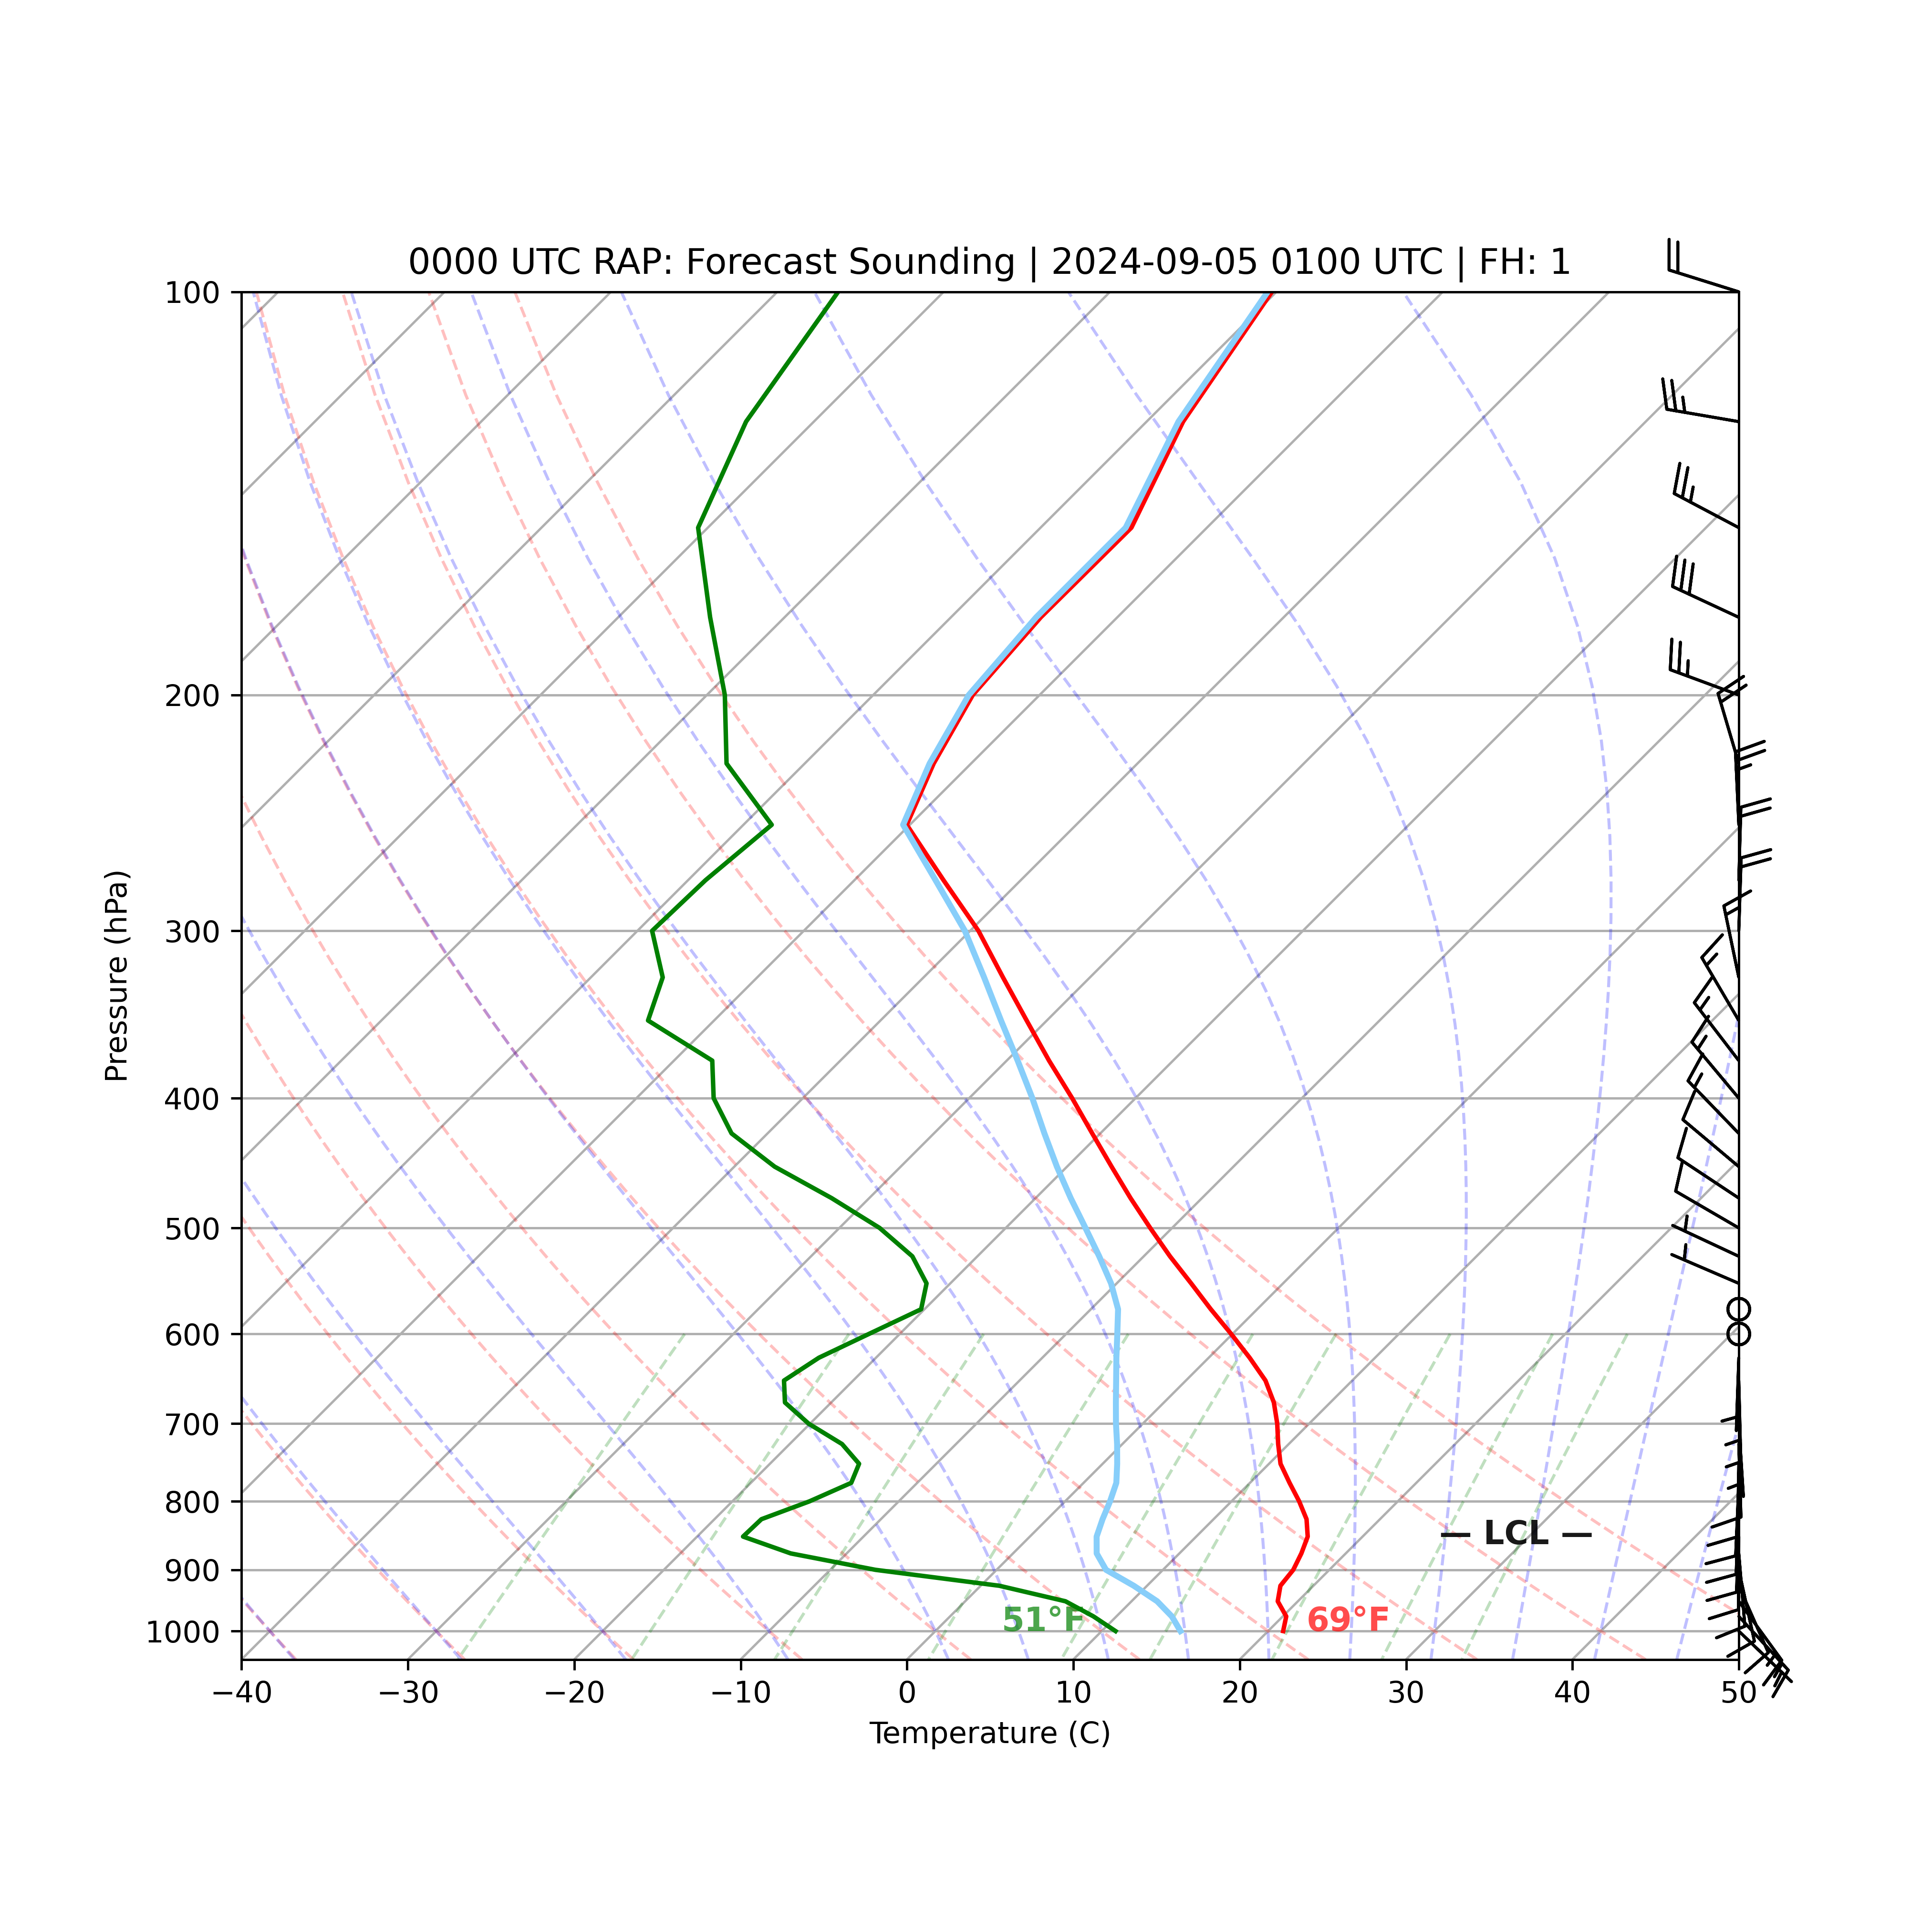 0000 UTC RAP: Forecast Sounding | 2024-09-05 0100 UTC | FH: 1
100
200
300
400
500
600
700
800
900
1000
Pressure (hPa)
— LCL —
51°F
69°F
−40 −30 −20 −10 0 10 20 30 40 50
Temperature (C)